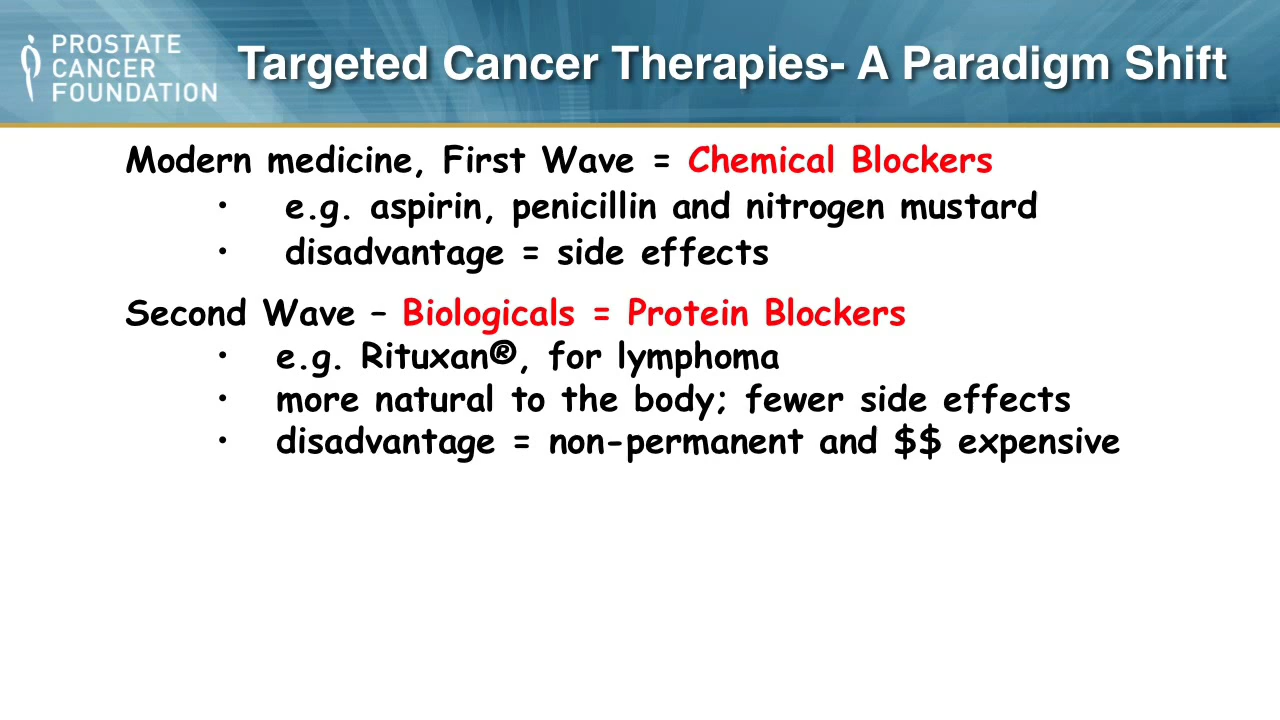 PROSTATE
CANCER
FOUNDATION
Targeted Cancer Therapies- A Paradigm Shift
Modern medicine, First Wave = Chemical Blockers
• e.g. aspirin, penicillin and nitrogen mustard
• disadvantage = side effects
Second Wave – Biologicals = Protein Blockers
• e.g. Rituxan®, for lymphoma
• more natural to the body; fewer side effects
• disadvantage = non-permanent and $$ expensive